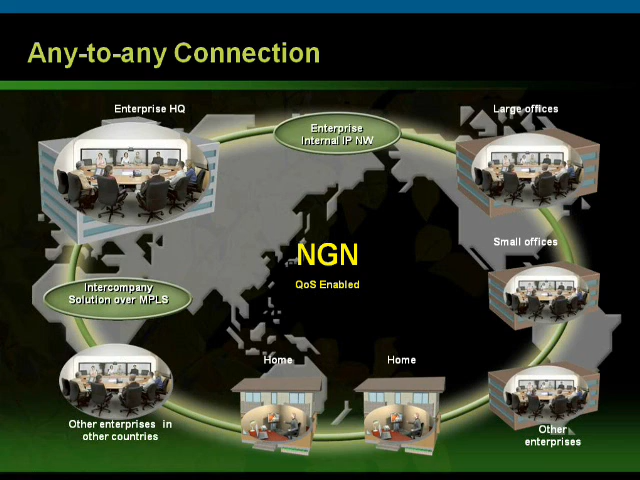 Any-to-any Connection
Enterprise HQ
Large offices
Enterprise
Internal IP NW
Small offices
NGN
QoS Enabled
Intercompany
Solution over MPLS
Home
Home
Other enterprises in
other countries
Other
enterprises